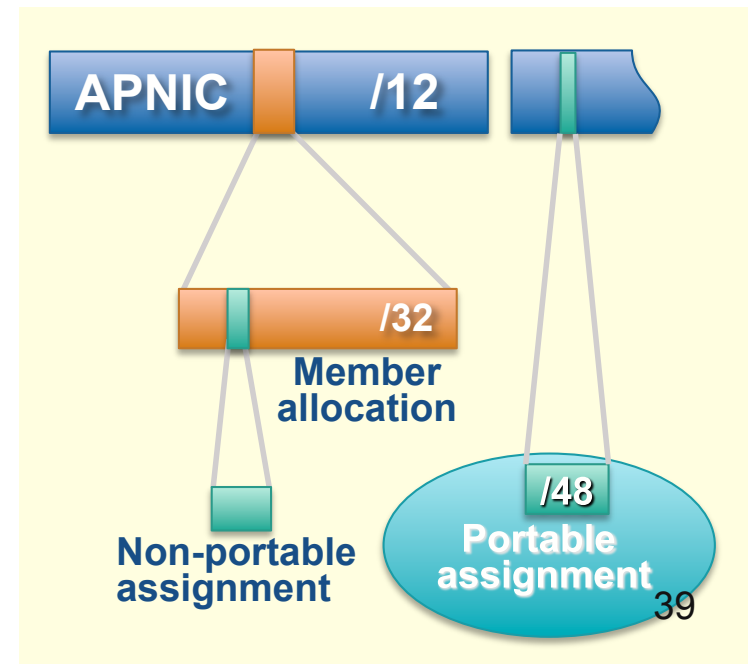 APNIC /12
/32
Member
allocation
Non-portable
assignment
/48
Portable
assignment
39